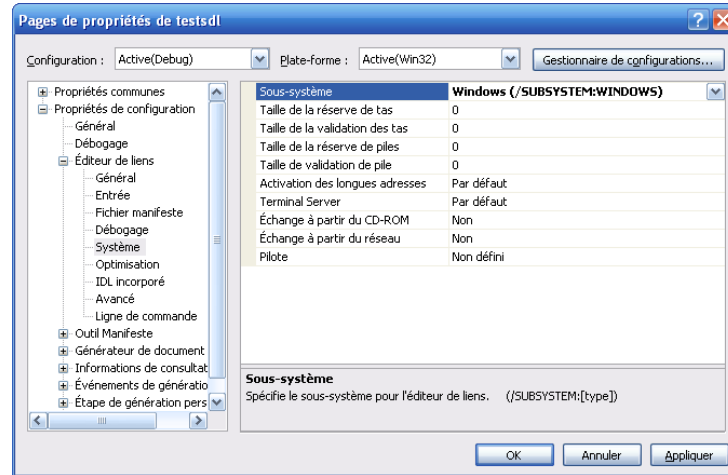 Pages de propriétés de testsdl
Configuration : Active(Debug) Plate-forme : Active(Win32) Gestionnaire de configurations...
Propriétés communes
Propriétés de configuration
Général
Débogage
Éditeur de liens
Général
Entrée
Fichier manifeste
Débogage
Système
Optimisation
IDL incorporé
Avancé
Ligne de commande
Outil Manifeste
Générateur de document
Informations de consultat
Événements de génératio
Étape de génération pers
Sous-système Windows (/SUBSYSTEM:WINDOWS)
Taille de la réserve de tas 0
Taille de la validation des tas 0
Taille de la réserve de piles 0
Taille de validation de pile 0
Activation des longues adresses Par défaut
Terminal Server Par défaut
Échange à partir du CD-ROM Non
Échange à partir du réseau Non
Pilote Non défini
Sous-système
Spécifie le sous-système pour l'éditeur de liens. (/SUBSYSTEM:[type])
OK Annuler Appliquer